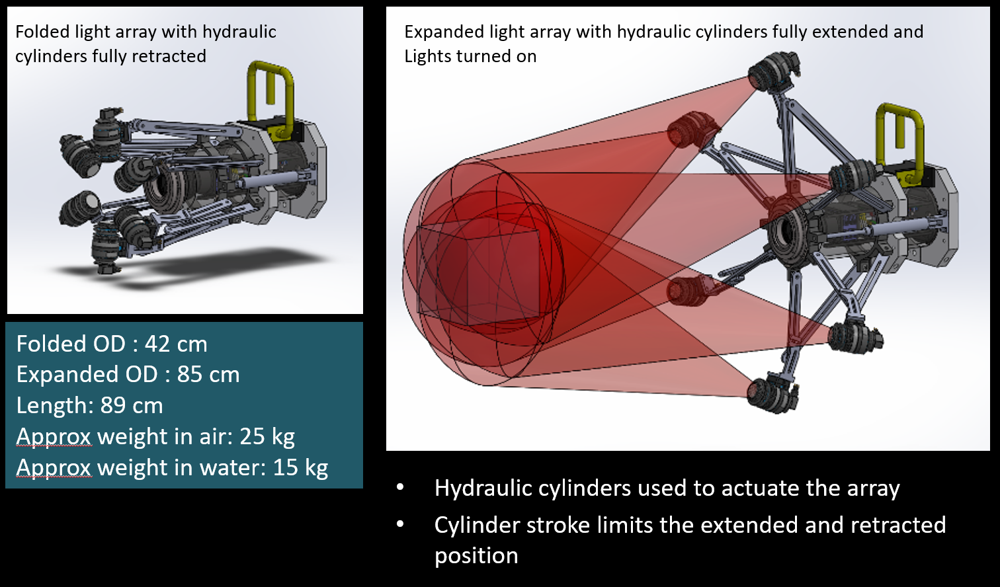 Folded light array with hydraulic
cylinders fully retracted
Expanded light array with hydraulic cylinders fully extended and
Lights turned on
Folded OD : 42 cm
Expanded OD : 85 cm
Length: 89 cm
Approx weight in air: 25 kg
Approx weight in water: 15 kg
• Hydraulic cylinders used to actuate the array
• Cylinder stroke limits the extended and retracted
position